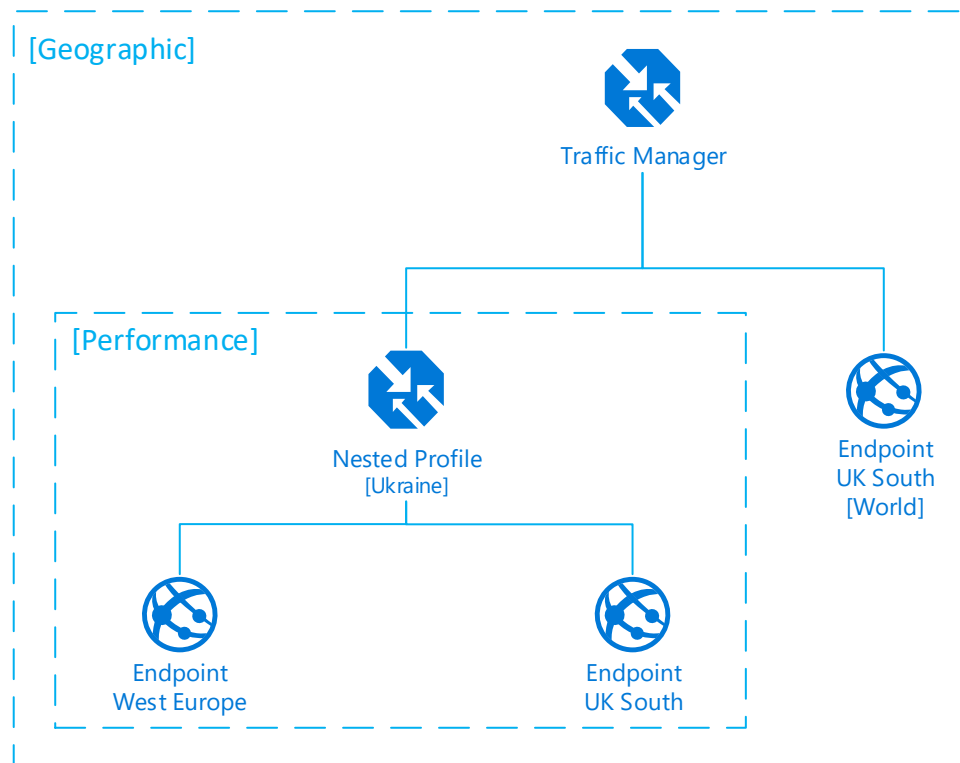 [Geographic]
Traffic Manager
[Performance]
Nested Profile
[Ukraine]
Endpoint
UK South
[World]
Endpoint
West Europe
Endpoint
UK South